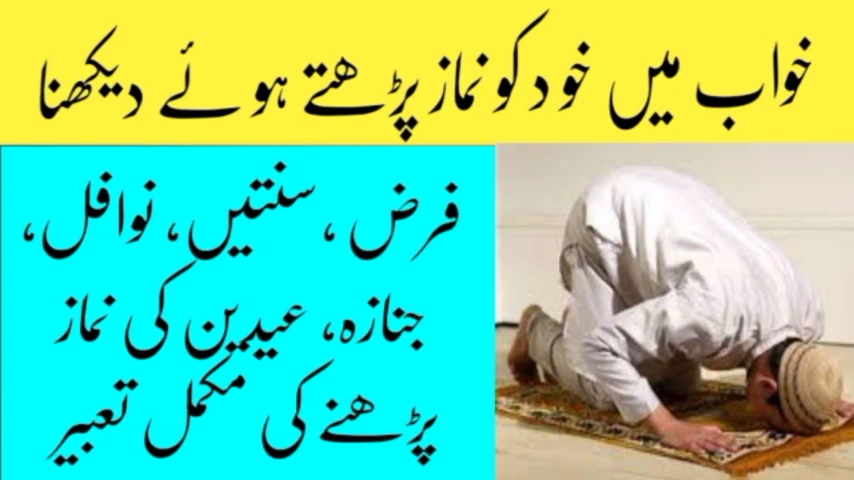 خواب میں خود کو نماز پڑھتے ہوئے دیکھنا
فرض، سنتیں، نوافل،
جنازہ، عیدین کی نماز
پڑھنے کی مکمل تعبیر